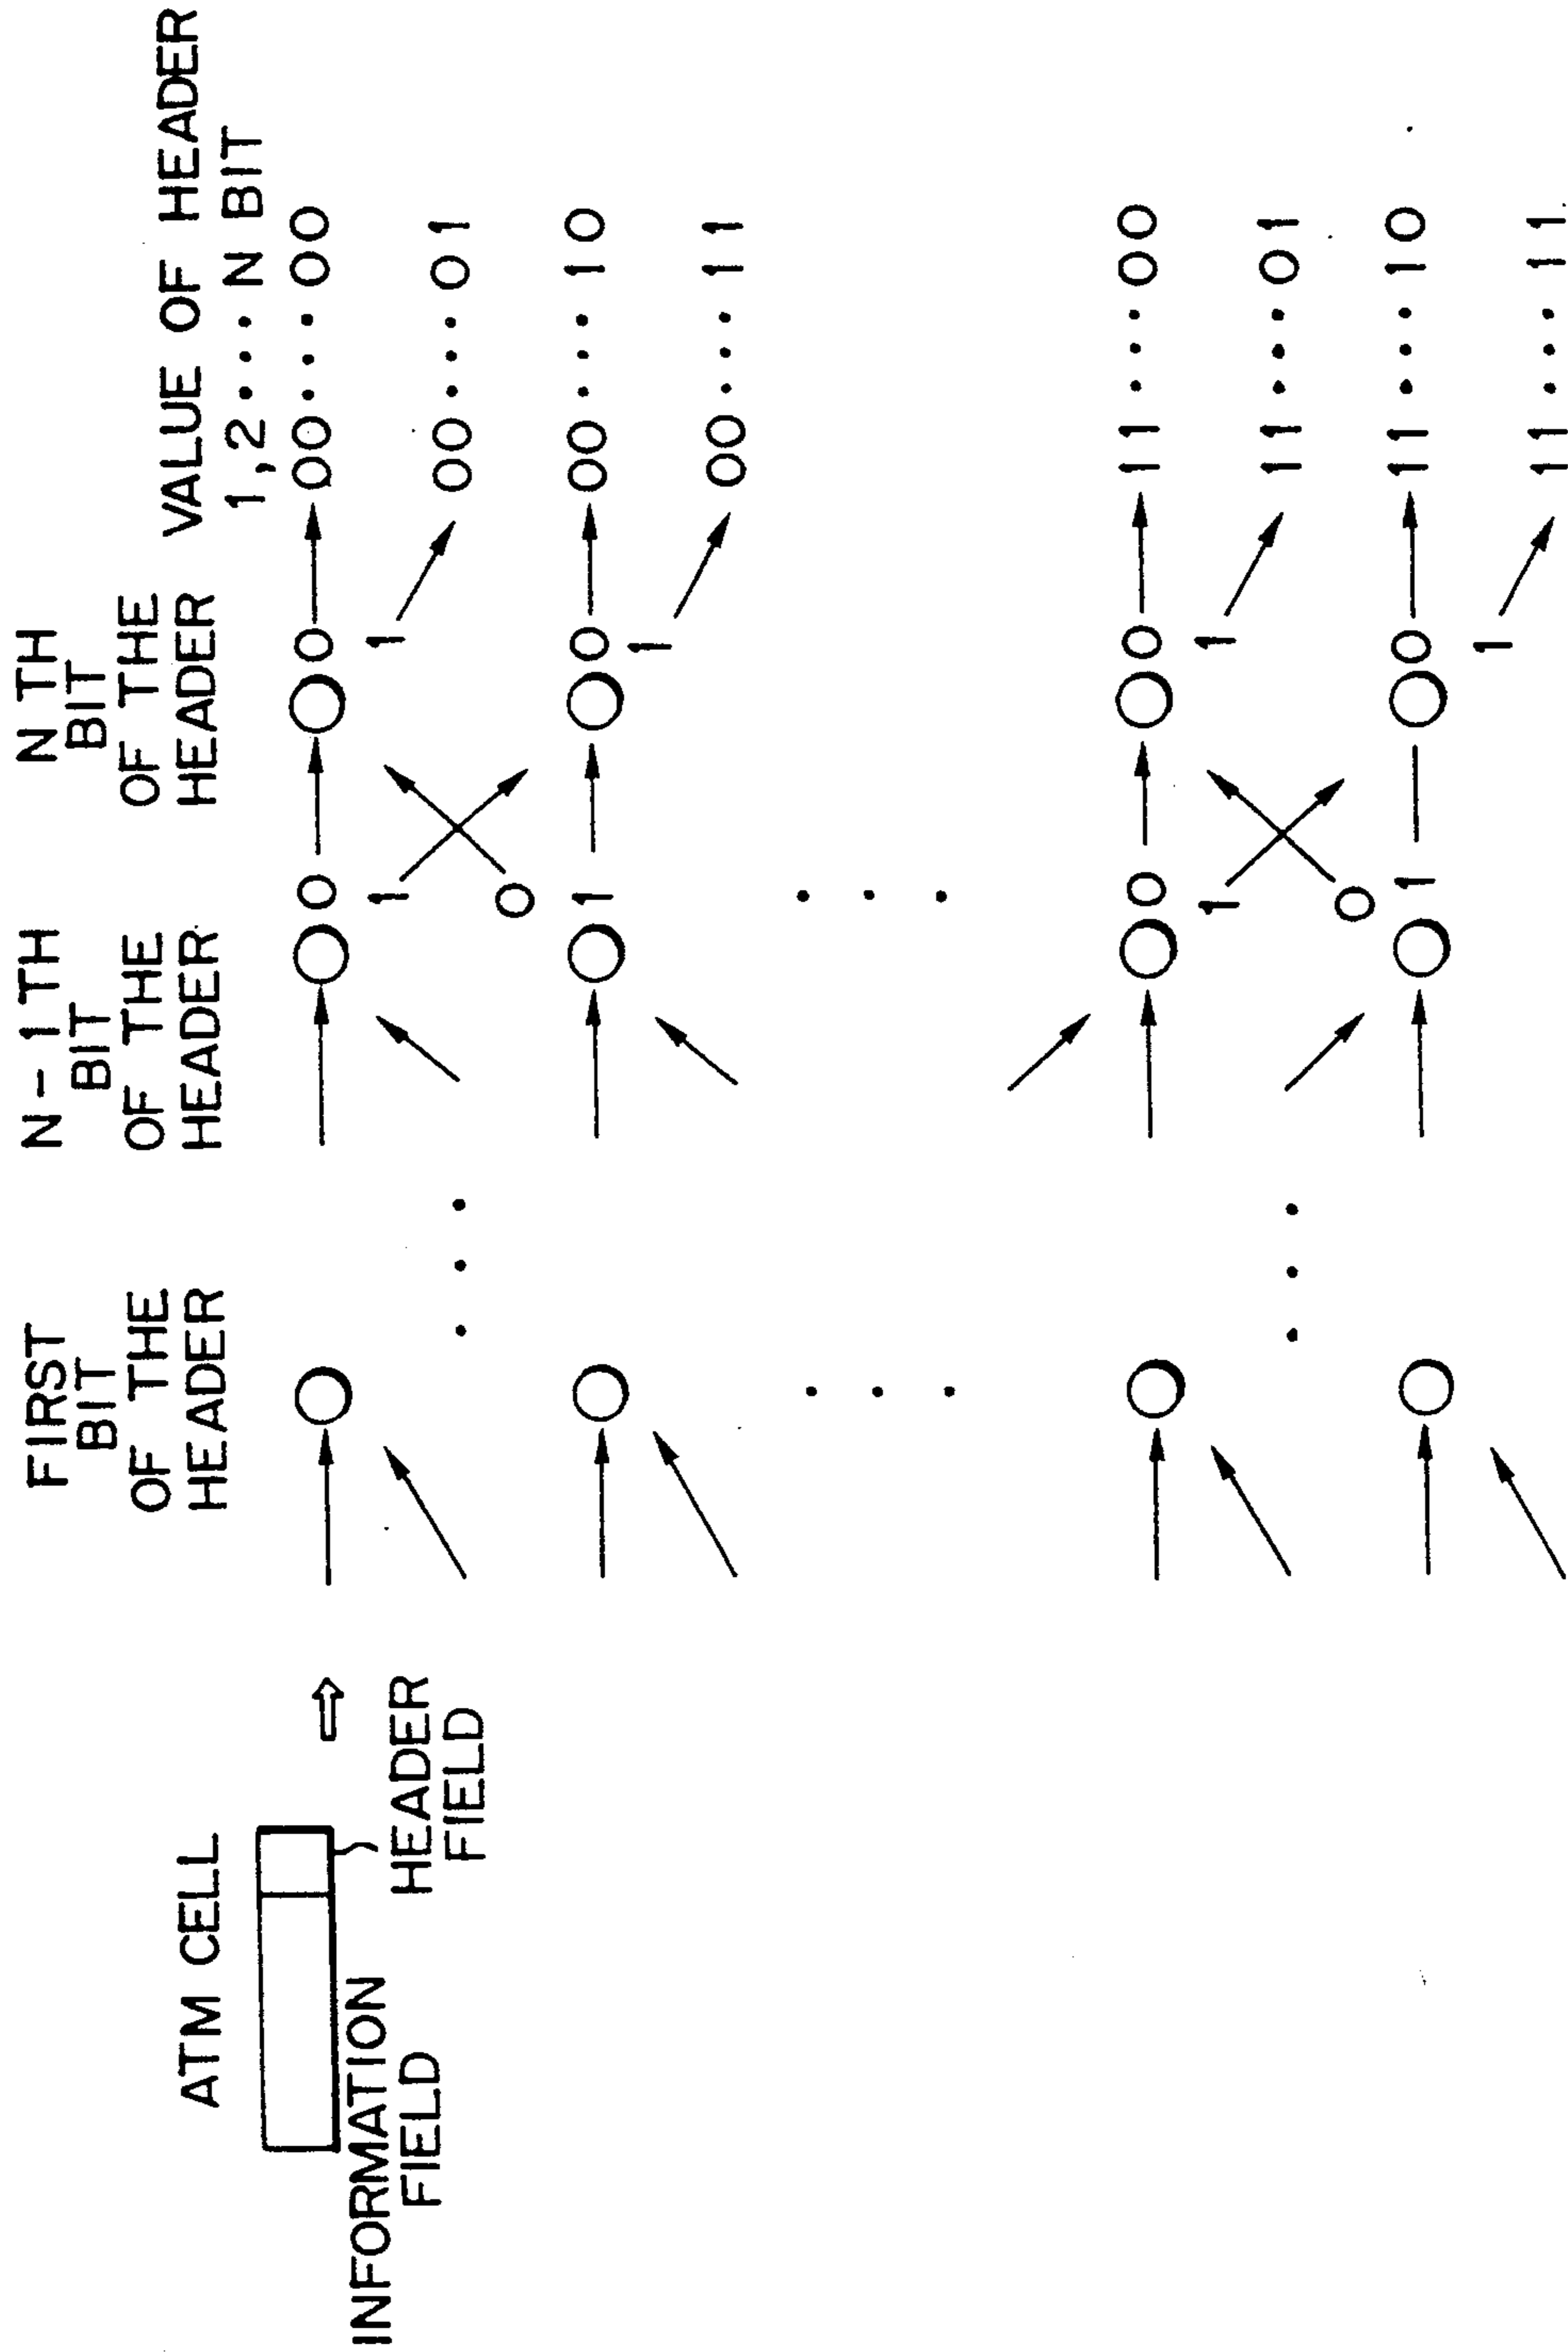 ATM CELL
INFORMATION
FIELD
HEADER
FIELD
FIRST
BIT
OF THE
HEADER
N-1TH
BIT
OF THE
HEADER
N TH
BIT
OF THE
HEADER
VALUE OF HEADER
1,2 ··· N BIT
0 0 00···00
1 1 00···01
0
1 0 00···10
1 00···11
0 0 11···00
1 1 11···01
0
1 0 11···10
1 11···11